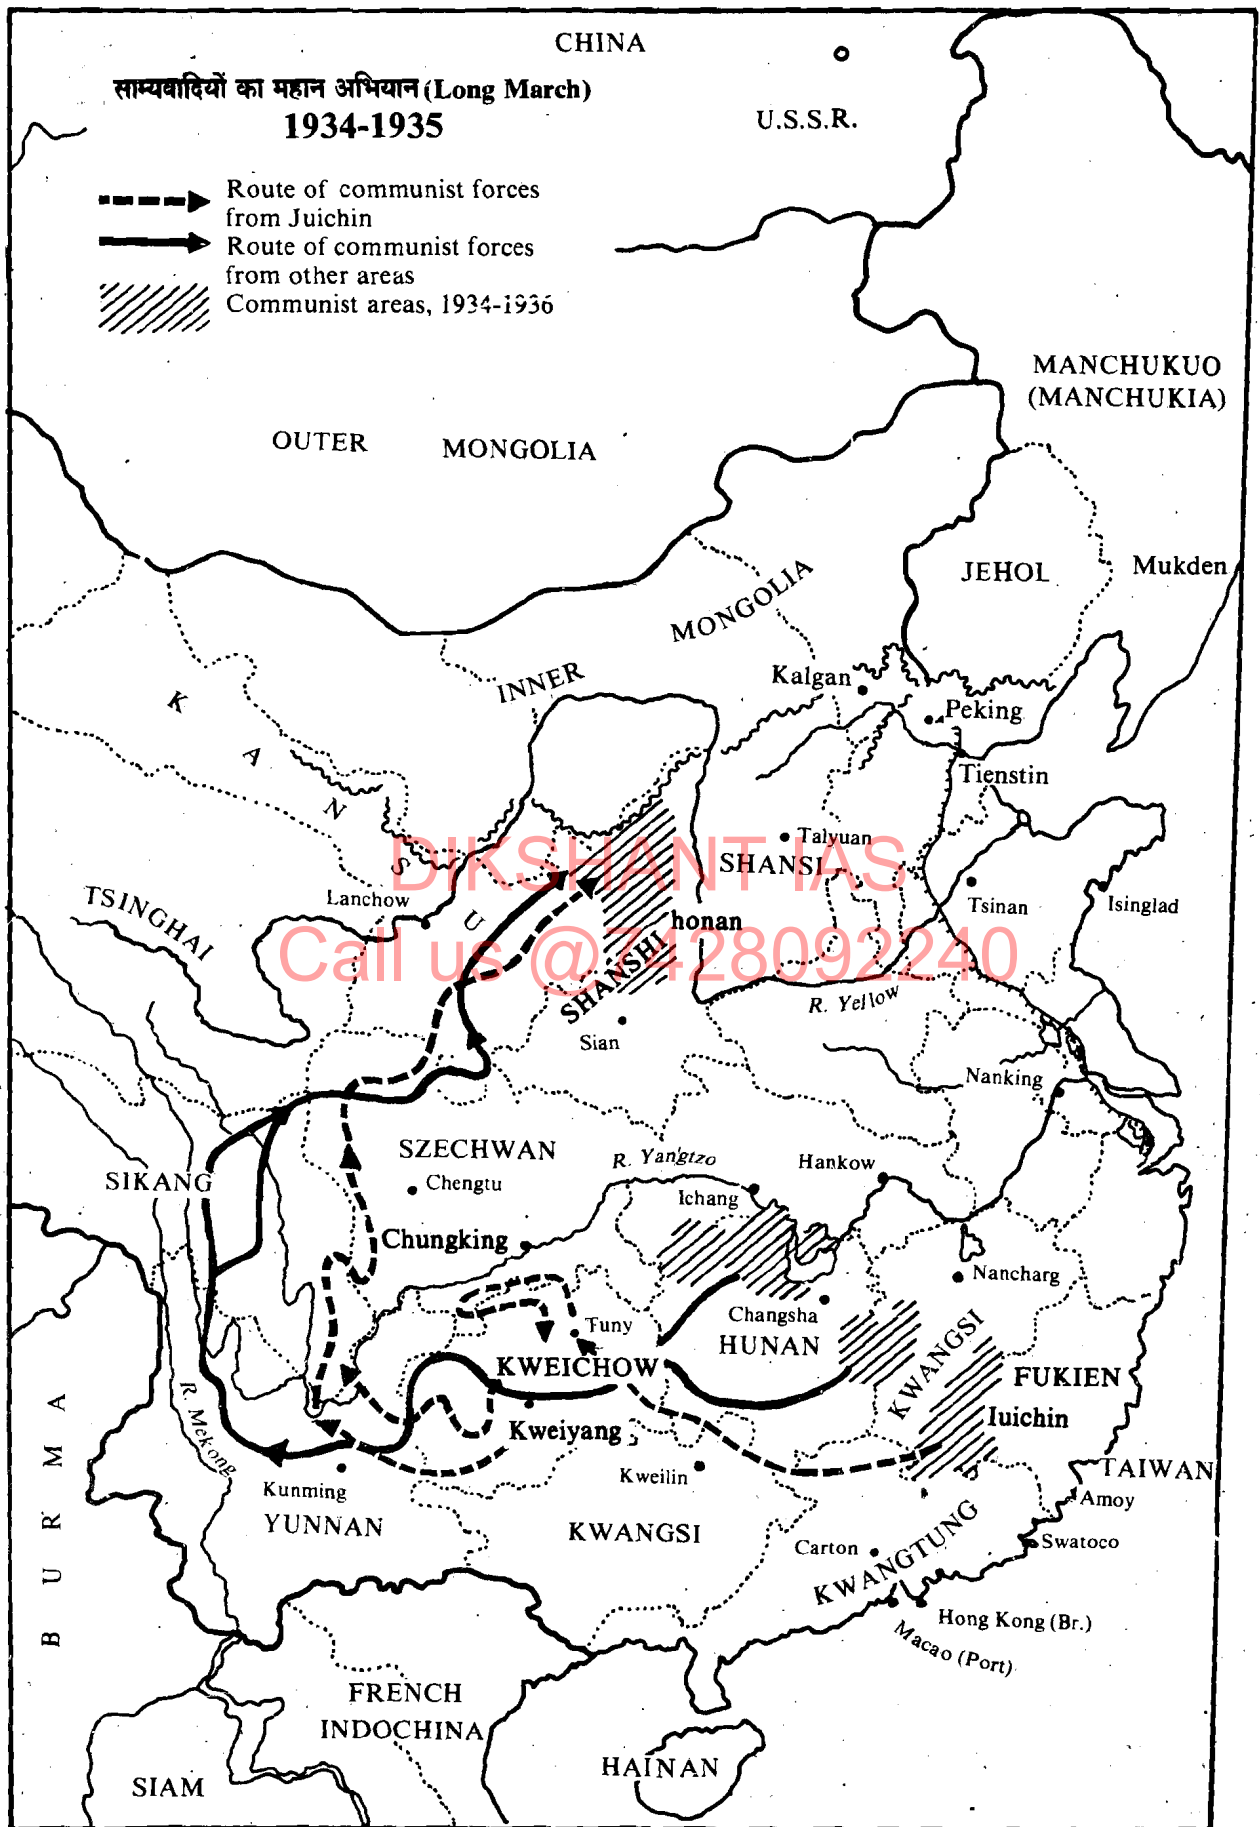 CHINA
साम्यवादियों का महान अभियान (Long March)
1934-1935
U.S.S.R.
Route of communist forces
from Juichin
Route of communist forces
from other areas
Communist areas, 1934-1936
MANCHUKUO
(MANCHUKIA)
OUTER MONGOLIA
JEHOL
Mukden
MONGOLIA
INNER
Kalgan
Peking
KANSU
Tienstin
Talyuan
SHANSI
DIKSHANT IAS
Lanchow
TSINGHAI
Tsinan
Isinglad
honan
Call us @7428092240
SHANSHI
R. Yellow
Sian
Nanking
SZECHWAN
R. Yangtzo
Hankow
SIKANG
Chengtu
Ichang
Chungking
Nancharg
Changsha
Tuny
HUNAN
KWANGSI
KWEICHOW
FUKIEN
Iuichin
Kweiyang
R. Mekong
TAIWAN
Kweilin
Kunming
Amoy
YUNNAN
KWANGSI
Swatoco
Carton
KWANGTUNG
BURMA
Hong Kong (Br.)
Macao (Port)
FRENCH
INDOCHINA
HAINAN
SIAM